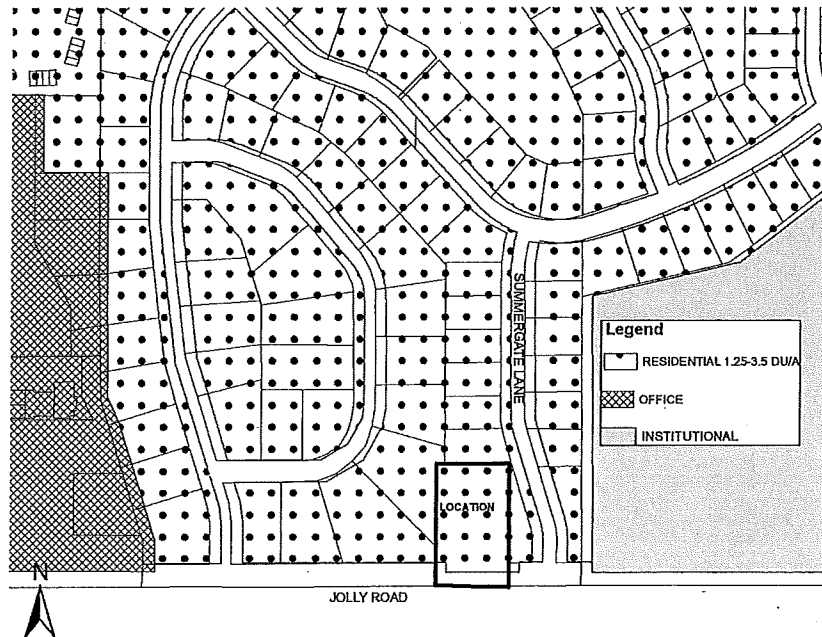 SUMMERGATE LANE
Legend
RESIDENTIAL 1.25-3.5 DU/A
OFFICE
INSTITUTIONAL
LOCATION
N
JOLLY ROAD